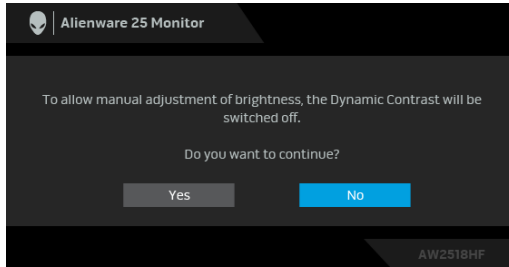 Alienware 25 Monitor
To allow manual adjustment of brightness, the Dynamic Contrast will be
switched off.
Do you want to continue?
Yes
No
AW2518HF